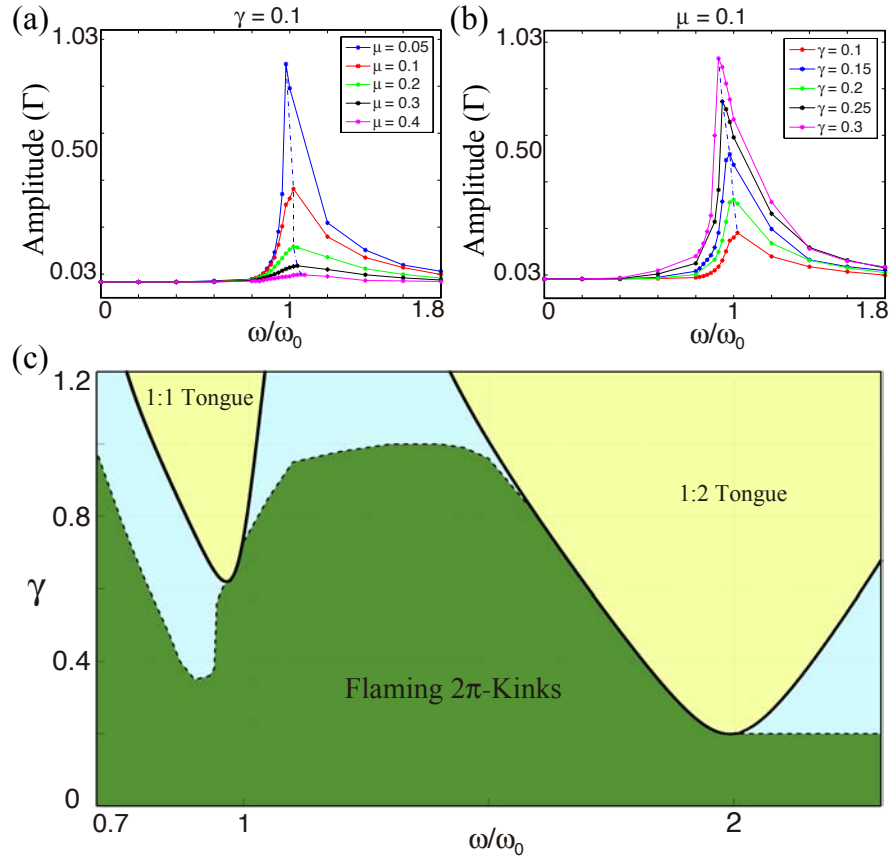 (a)
γ = 0.1
1.03
0.50
0.03
Amplitude (Γ)
μ = 0.05
μ = 0.1
μ = 0.2
μ = 0.3
μ = 0.4
0
1
1.8
ω/ω0
(b)
μ = 0.1
1.03
0.50
0.03
Amplitude (Γ)
γ = 0.1
γ = 0.15
γ = 0.2
γ = 0.25
γ = 0.3
0
1
1.8
ω/ω0
(c)
1.2
0.8
γ
0.4
0
1:1 Tongue
1:2 Tongue
Flaming 2π-Kinks
0.7
1
2
ω/ω0